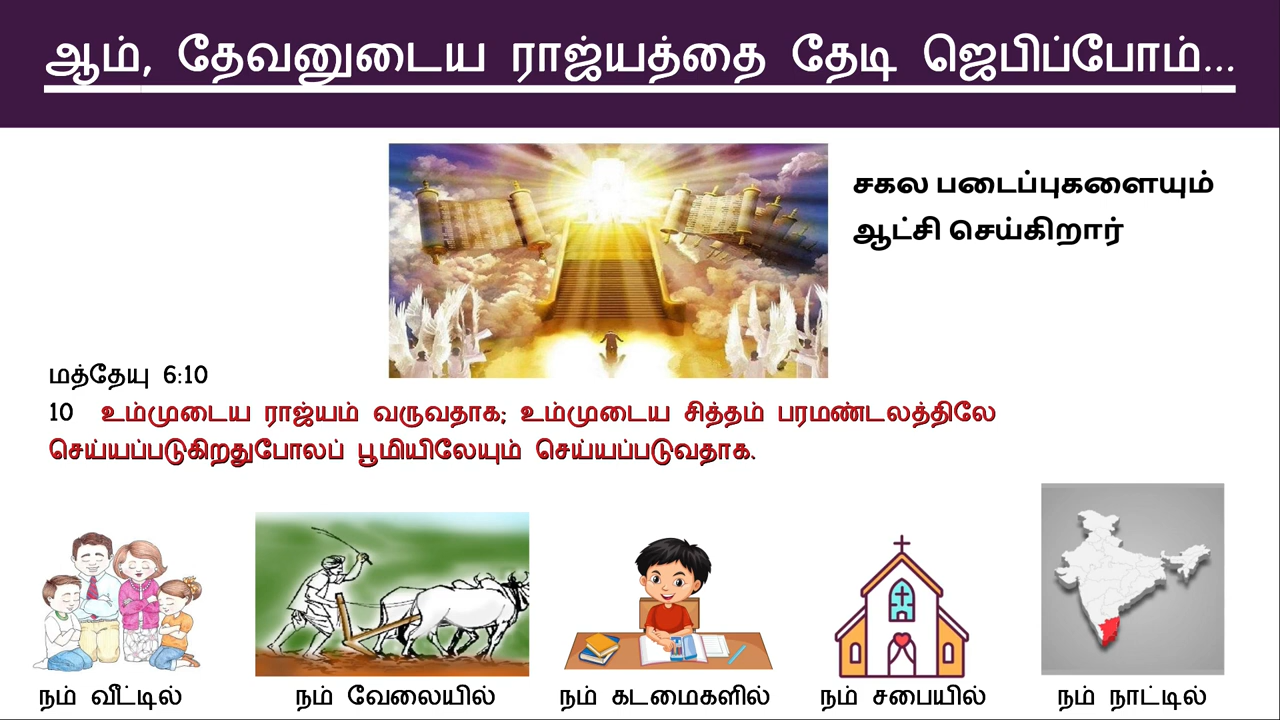 ஆம், தேவனுடைய ராஜ்யத்தை தேடி ஜெபிப்போம்...
சகல படைப்புகளையும்
ஆட்சி செய்கிறார்
மத்தேயு 6:10
10 உம்முடைய ராஜ்யம் வருவதாக; உம்முடைய சித்தம் பரமண்டலத்திலே
செய்யப்படுகிறதுபோலப் பூமியிலேயும் செய்யப்படுவதாக.
நம் வீட்டில்
நம் வேலையில்
நம் கடமைகளில்
நம் சபையில்
நம் நாட்டில்